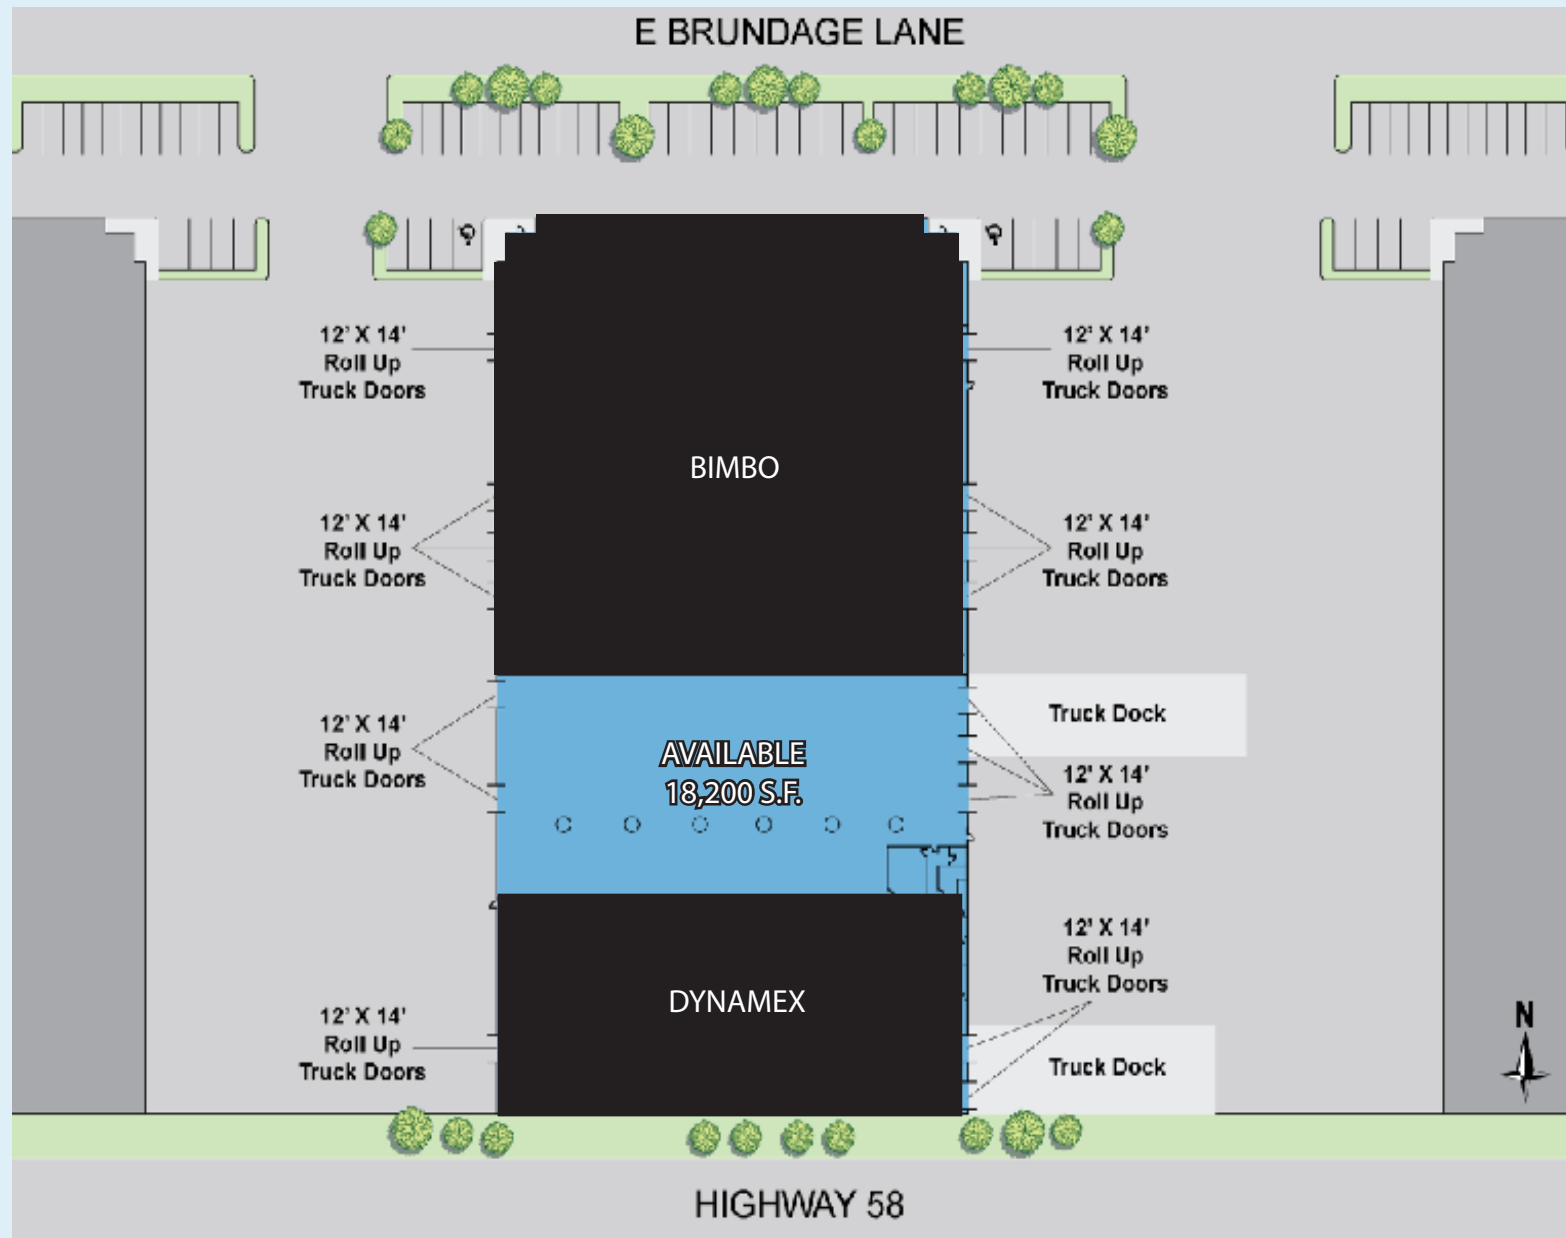 E BRUNDAGE LANE
12' X 14'
Roll Up
Truck Doors
12' X 14'
Roll Up
Truck Doors
BIMBO
12' X 14'
Roll Up
Truck Doors
12' X 14'
Roll Up
Truck Doors
Truck Dock
12' X 14'
Roll Up
Truck Doors
AVAILABLE
18,200 S.F.
12' X 14'
Roll Up
Truck Doors
12' X 14'
Roll Up
Truck Doors
DYNAMEX
12' X 14'
Roll Up
Truck Doors
Truck Dock
N
HIGHWAY 58